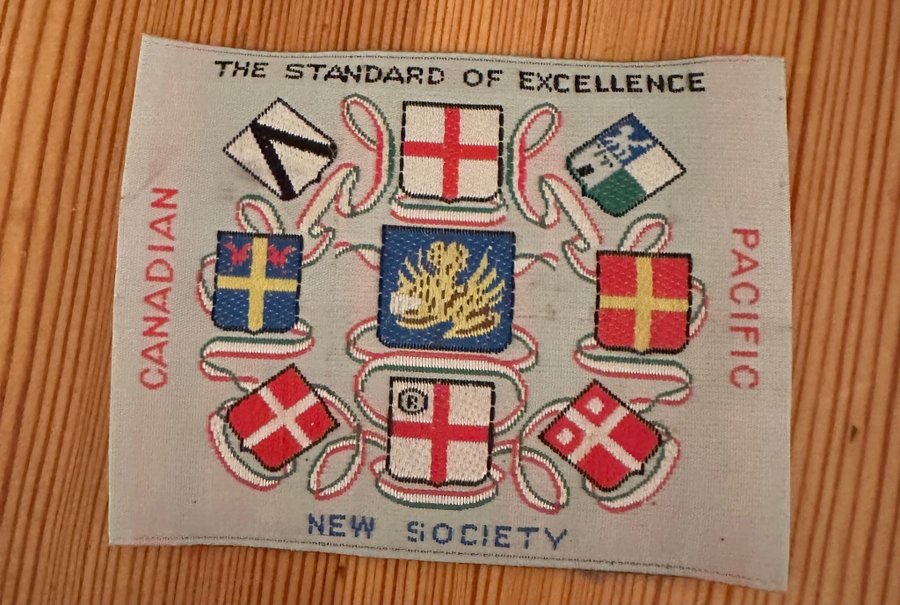 THE STANDARD OF EXCELLENCE
CANADIAN
PACIFIC
®
NEW SOCIETY